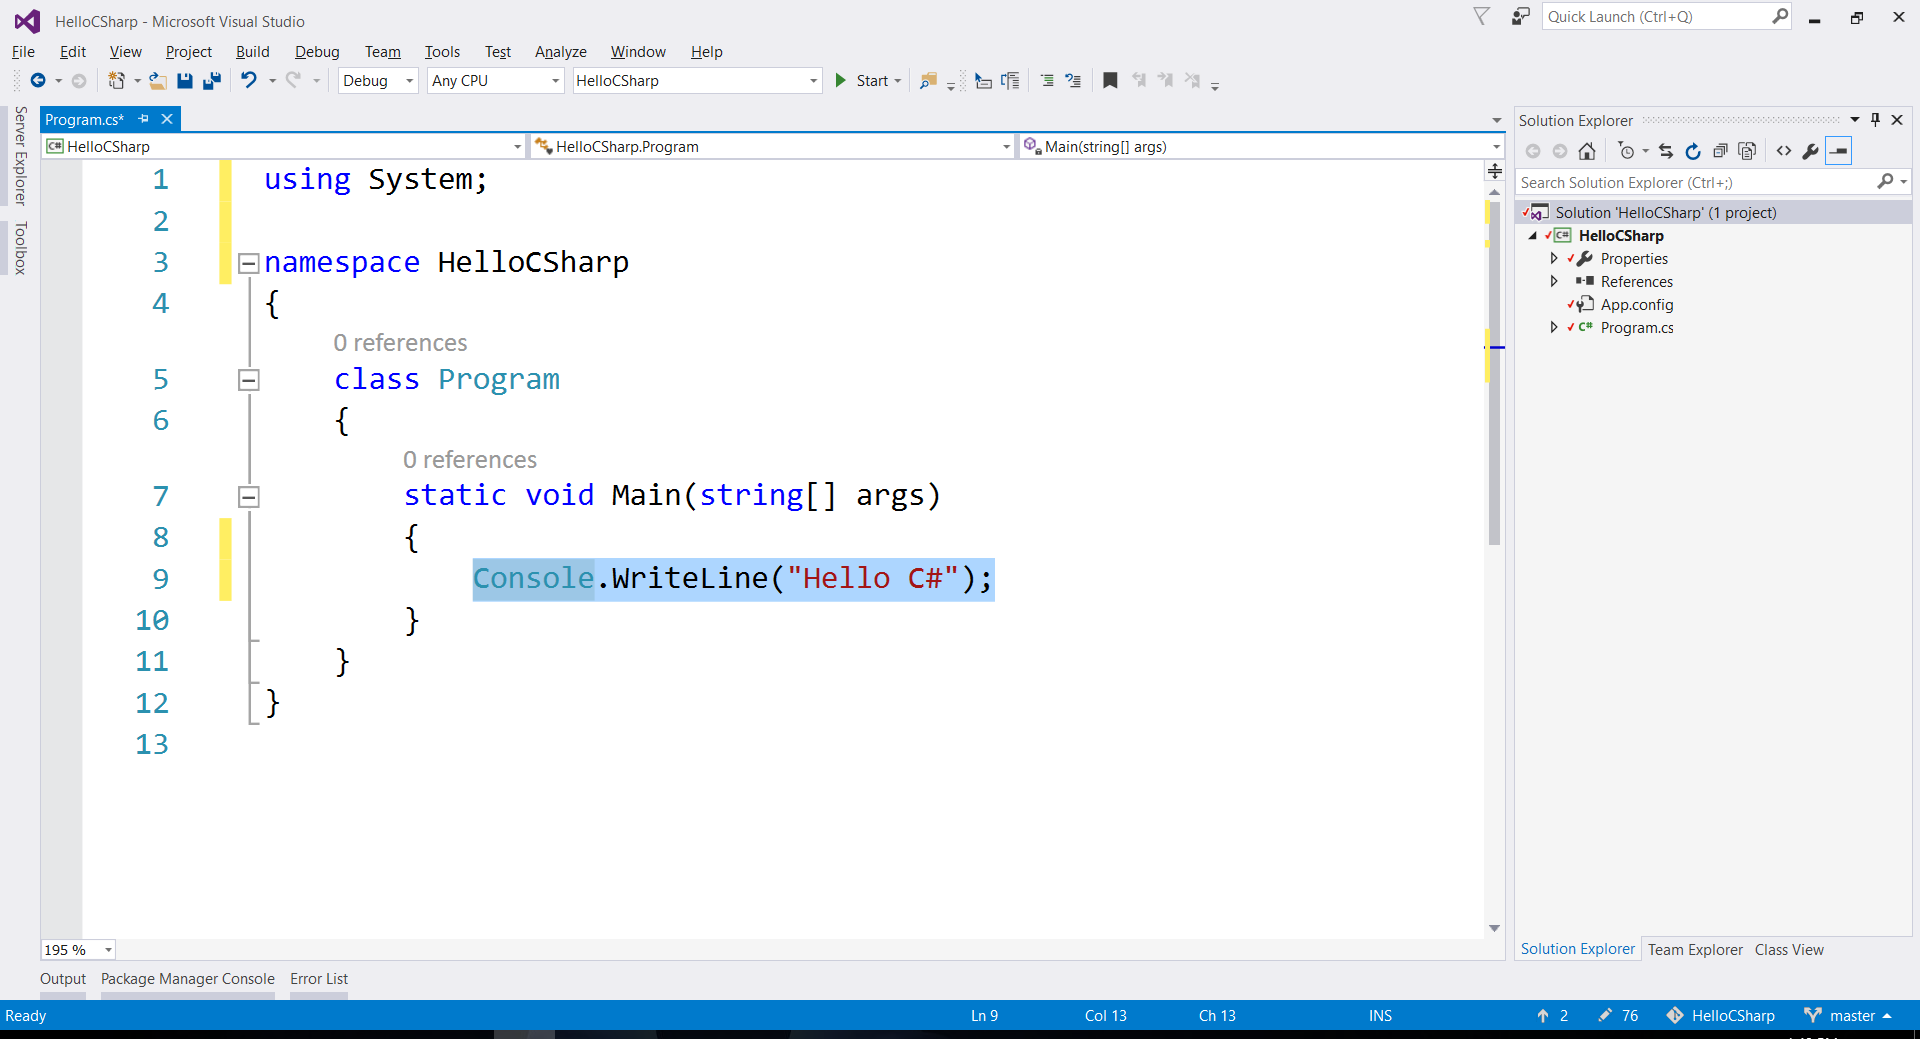 HelloCSharp - Microsoft Visual Studio
Quick Launch (Ctrl+Q)
File Edit View Project Build Debug Team Tools Test Analyze Window Help
Debug Any CPU HelloCSharp Start
Server Explorer
Toolbox
Program.cs*
C# HelloCSharp HelloCSharp.Program Main(string[] args)
1 using System;
2
3 namespace HelloCSharp
4 {
0 references
5 class Program
6 {
0 references
7 static void Main(string[] args)
8 {
9 Console.WriteLine("Hello C#");
10 }
11 }
12 }
13
195 %
Solution Explorer
Search Solution Explorer (Ctrl+;)
Solution 'HelloCSharp' (1 project)
C# HelloCSharp
Properties
References
App.config
C# Program.cs
Solution Explorer Team Explorer Class View
Output Package Manager Console Error List
Ready Ln 9 Col 13 Ch 13 INS 2 76 HelloCSharp master